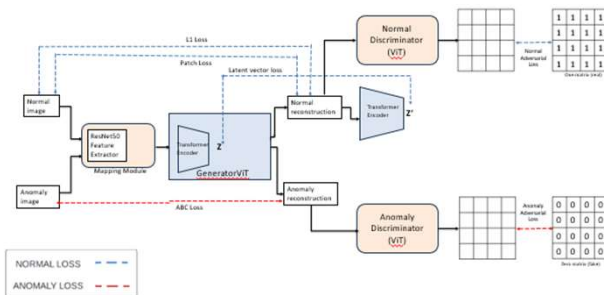 L1 Loss
Patch Loss
Latent vector loss
Normal
image
ResNet50
Feature
Extractor
Mapping Module
Transformer
Encoder
Z
GeneratorViT
Normal
reconstruction
Transformer
Encoder
Z'
Normal
Discriminator
(ViT)
Normal
Adversarial
Loss
1 1 1 1
1 1 1 1
1 1 1 1
1 1 1 1
Anomaly
image
ABC Loss
Anomaly
reconstruction
Anomaly
Discriminator
(ViT)
Anomaly
Adversarial
Loss
0 0 0 0
0 0 0 0
0 0 0 0
0 0 0 0
NORMAL LOSS
ANOMALY LOSS